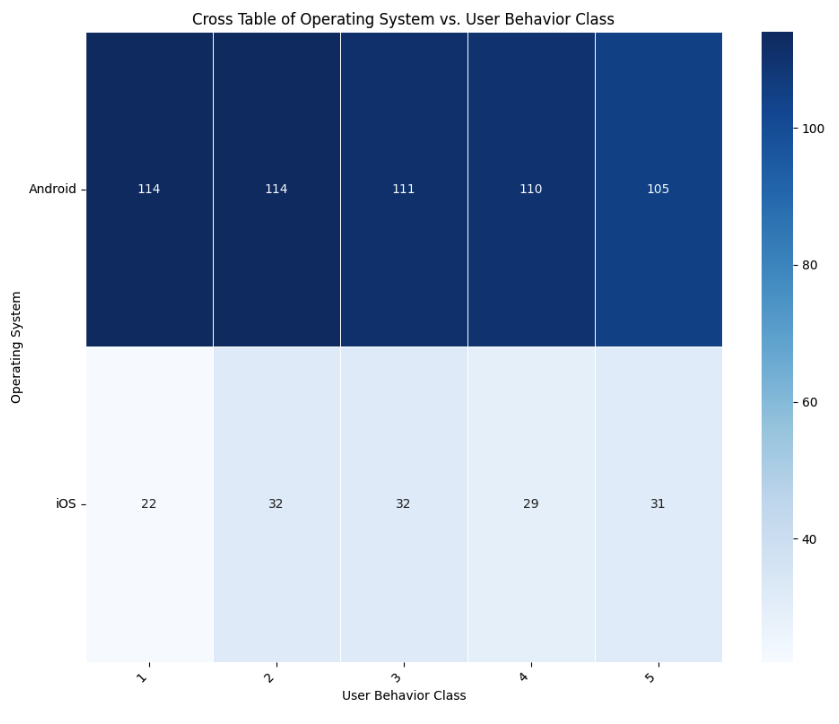 Cross Table of Operating System vs. User Behavior Class
Operating System
Android
114 114 111 110 105
iOS
22 32 32 29 31
1 2 3 4 5
User Behavior Class
100
80
60
40